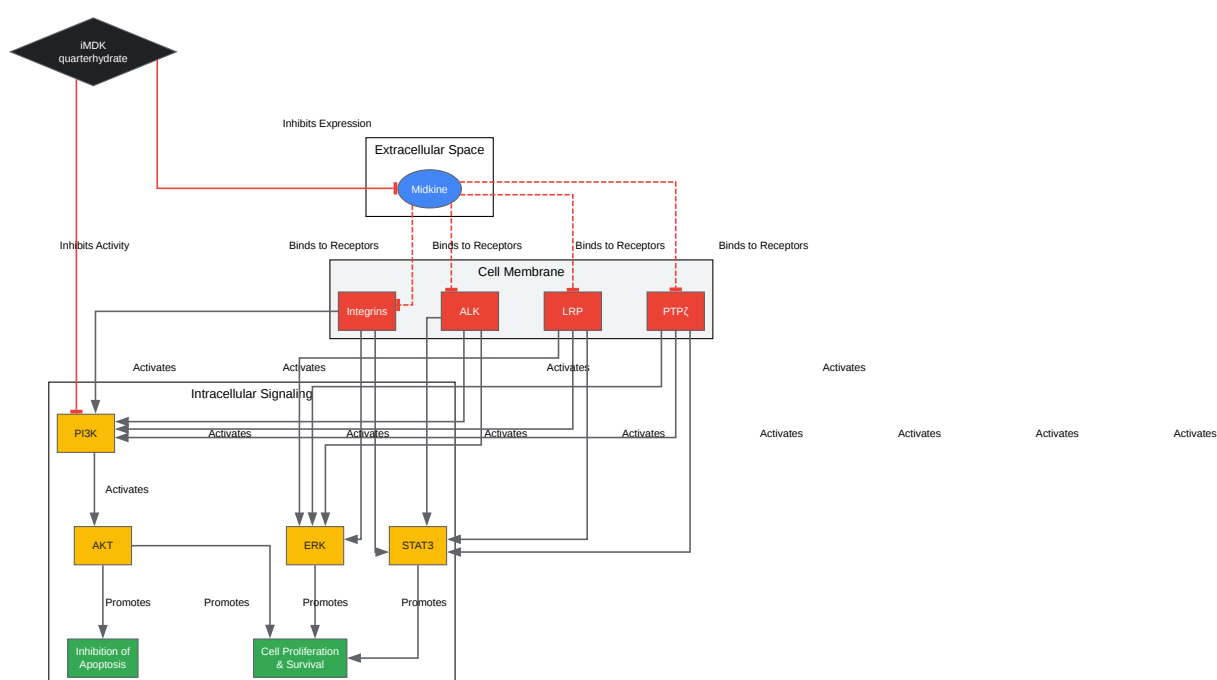 iMDK
quarterhydrate
Inhibits Expression
Extracellular Space
Midkine
Inhibits Activity
Binds to Receptors
Binds to Receptors
Binds to Receptors
Binds to Receptors
Cell Membrane
Integrins
ALK
LRP
PTPζ
Activates
Activates
Activates
Activates
Intracellular Signaling
PI3K
Activates
Activates
Activates
Activates
Activates
Activates
Activates
Activates
Activates
AKT
ERK
STAT3
Promotes
Promotes
Promotes
Promotes
Inhibition of
Apoptosis
Cell Proliferation
& Survival